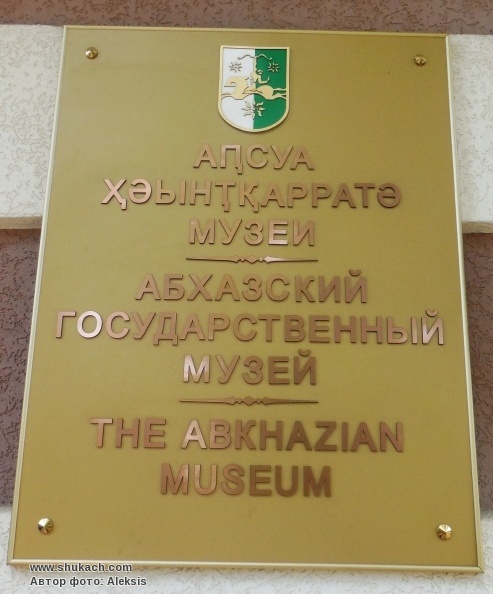 АԤСУА
ҲӘЫНҬҚАРРАТӘ
МУЗЕИ
АБХАЗСКИЙ
ГОСУДАРСТВЕННЫЙ
МУЗЕЙ
THE ABKHAZIAN
MUSEUM
www.shukach.com
Автор фото: Aleksis